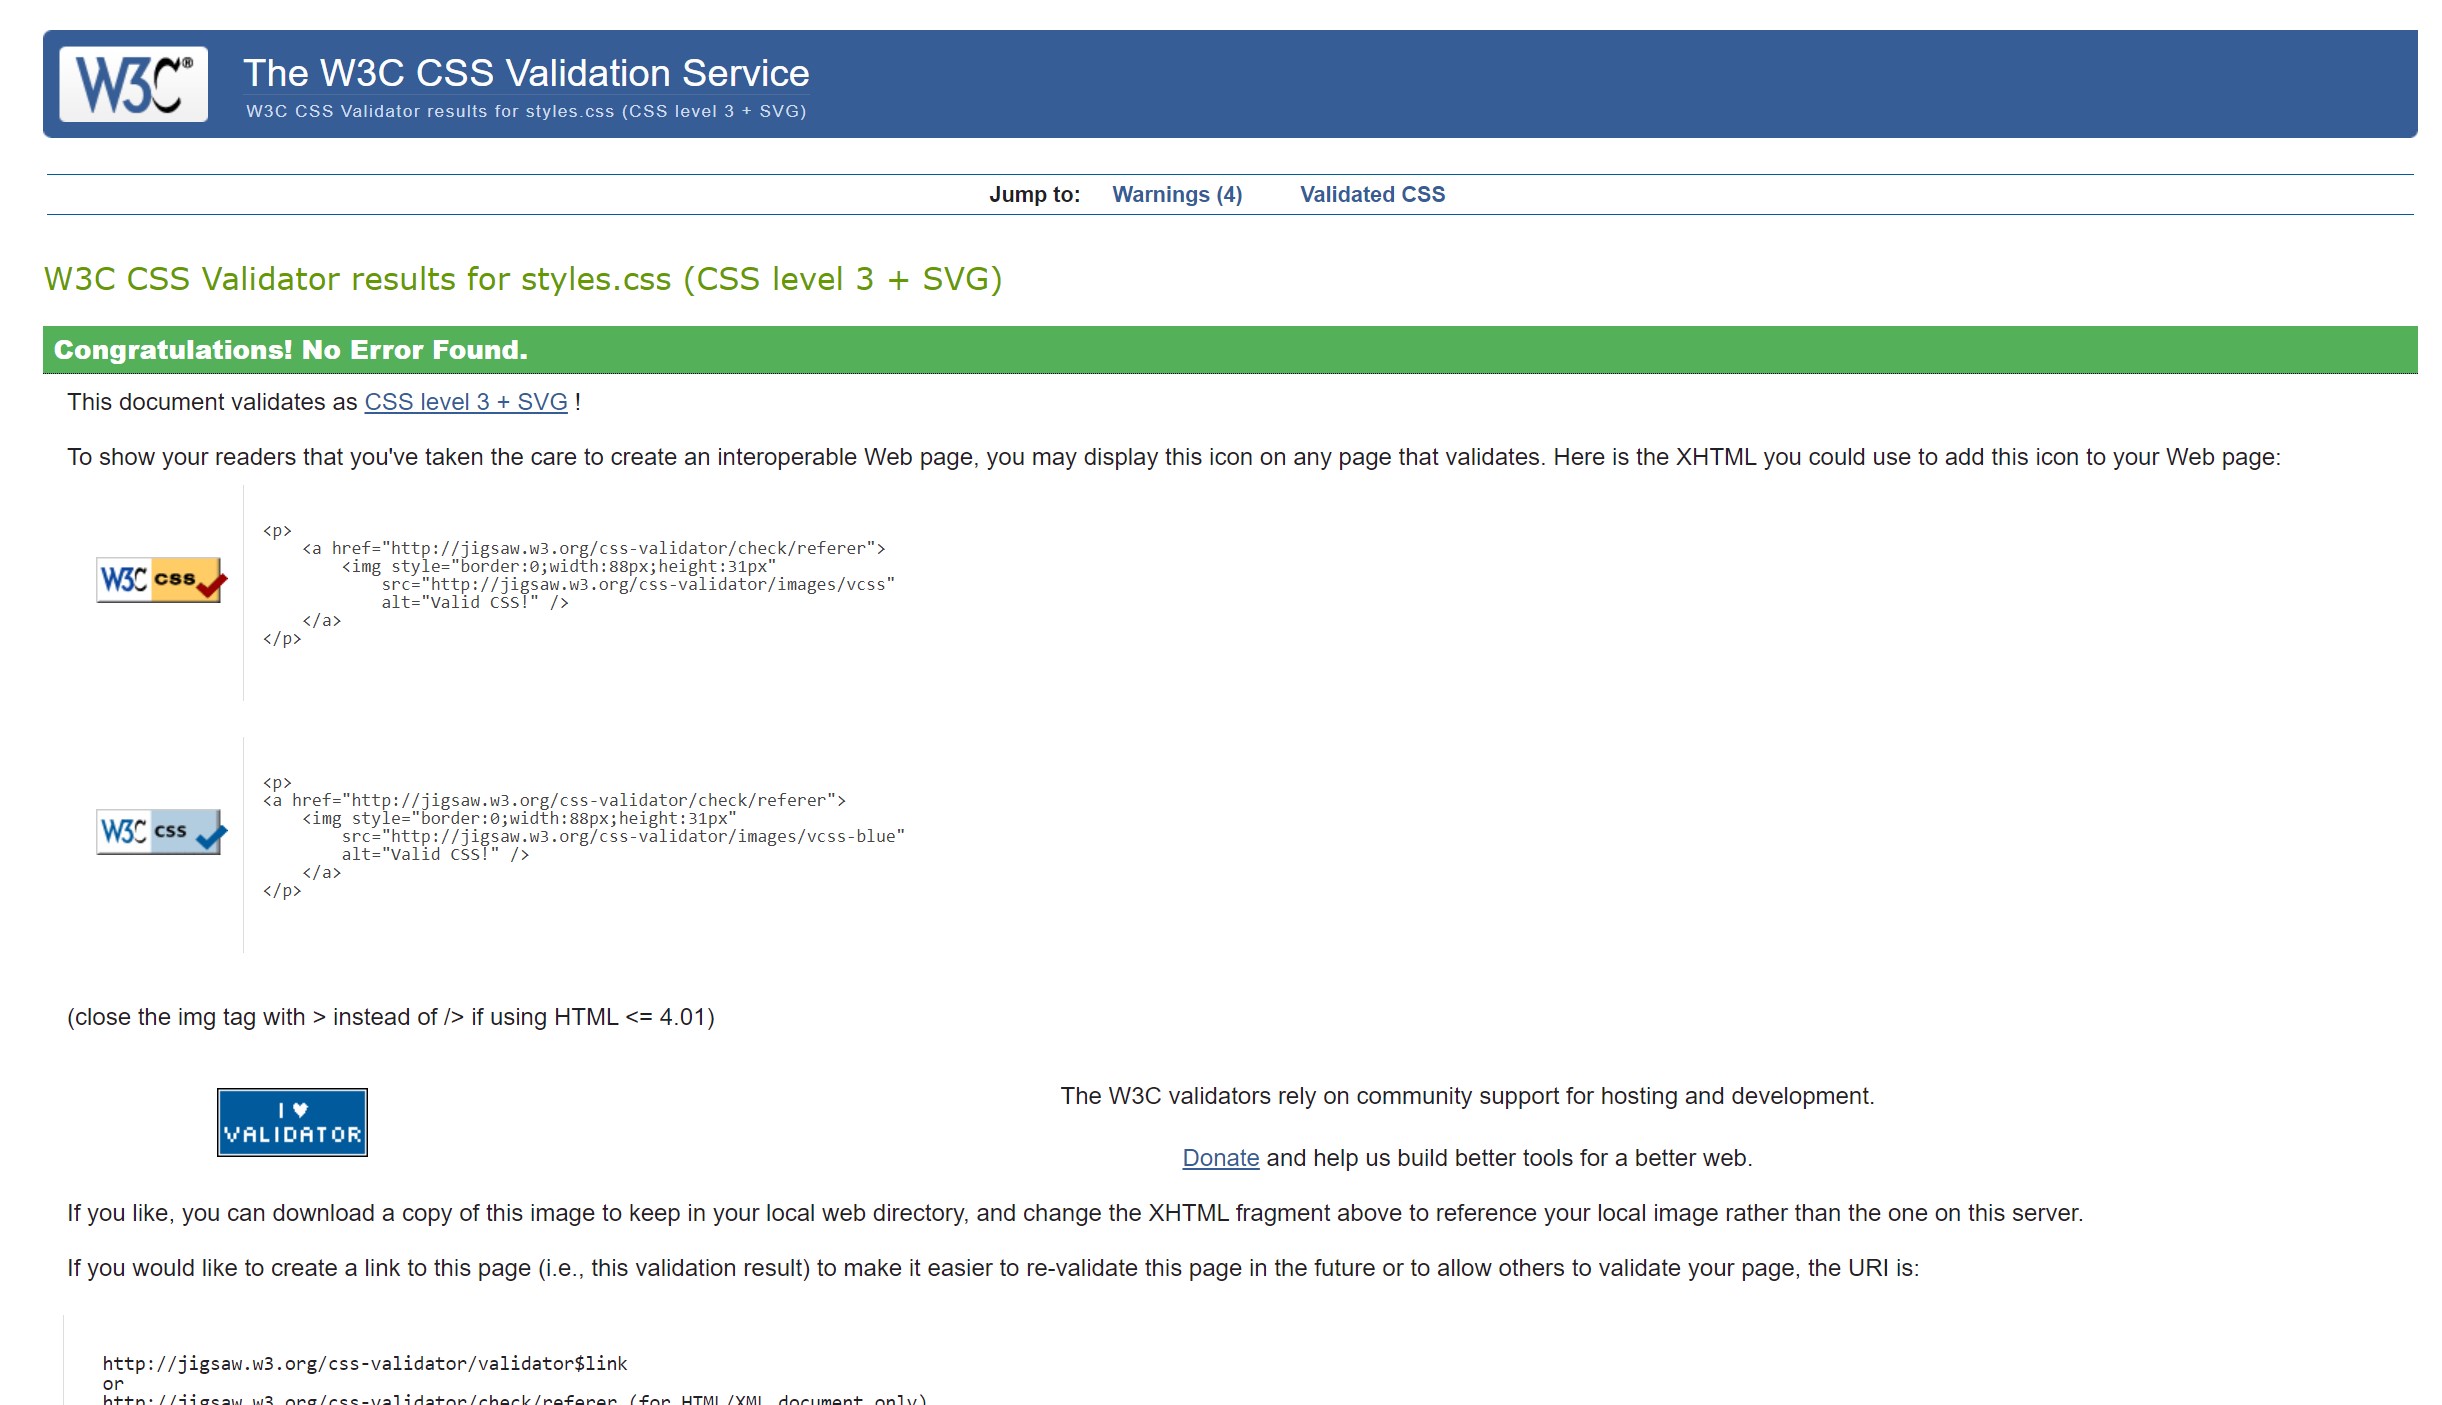 W3C®
The W3C CSS Validation Service
W3C CSS Validator results for styles.css (CSS level 3 + SVG)
Jump to: Warnings (4) Validated CSS
W3C CSS Validator results for styles.css (CSS level 3 + SVG)
Congratulations! No Error Found.
This document validates as CSS level 3 + SVG !
To show your readers that you've taken the care to create an interoperable Web page, you may display this icon on any page that validates. Here is the XHTML you could use to add this icon to your Web page:
W3C css
<p>
<a href="http://jigsaw.w3.org/css-validator/check/referer">
<img style="border:0;width:88px;height:31px"
src="http://jigsaw.w3.org/css-validator/images/vcss"
alt="Valid CSS!" />
</a>
</p>
W3C css
<p>
<a href="http://jigsaw.w3.org/css-validator/check/referer">
<img style="border:0;width:88px;height:31px"
src="http://jigsaw.w3.org/css-validator/images/vcss-blue"
alt="Valid CSS!" />
</a>
</p>
(close the img tag with > instead of /> if using HTML <= 4.01)
I ♥
VALIDATOR
The W3C validators rely on community support for hosting and development.
Donate and help us build better tools for a better web.
If you like, you can download a copy of this image to keep in your local web directory, and change the XHTML fragment above to reference your local image rather than the one on this server.
If you would like to create a link to this page (i.e., this validation result) to make it easier to re-validate this page in the future or to allow others to validate your page, the URI is:
http://jigsaw.w3.org/css-validator/validator$link
or
http://jigsaw.w3.org/css-validator/check/referer (for HTML/XML document only)